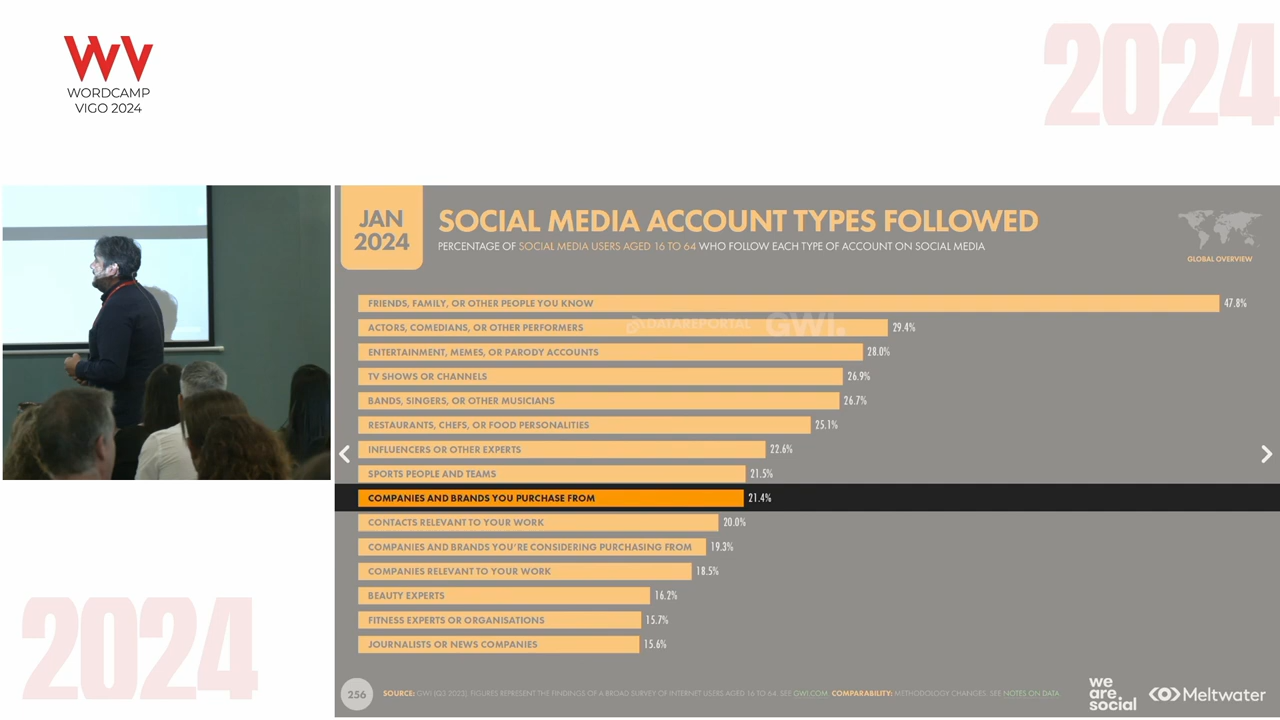 WORDCAMP
VIGO 2024
2024
JAN
2024
SOCIAL MEDIA ACCOUNT TYPES FOLLOWED
PERCENTAGE OF SOCIAL MEDIA USERS AGED 16 TO 64 WHO FOLLOW EACH TYPE OF ACCOUNT ON SOCIAL MEDIA
GLOBAL OVERVIEW
FRIENDS, FAMILY, OR OTHER PEOPLE YOU KNOW 47.8%
ACTORS, COMEDIANS, OR OTHER PERFORMERS 29.4%
DATAREPORTAL GWI.
ENTERTAINMENT, MEMES, OR PARODY ACCOUNTS 28.0%
TV SHOWS OR CHANNELS 26.9%
BANDS, SINGERS, OR OTHER MUSICIANS 26.7%
RESTAURANTS, CHEFS, OR FOOD PERSONALITIES 25.1%
INFLUENCERS OR OTHER EXPERTS 22.6%
SPORTS PEOPLE AND TEAMS 21.5%
COMPANIES AND BRANDS YOU PURCHASE FROM 21.4%
CONTACTS RELEVANT TO YOUR WORK 20.0%
COMPANIES AND BRANDS YOU'RE CONSIDERING PURCHASING FROM 19.3%
COMPANIES RELEVANT TO YOUR WORK 18.5%
BEAUTY EXPERTS 16.2%
FITNESS EXPERTS OR ORGANISATIONS 15.7%
JOURNALISTS OR NEWS COMPANIES 15.6%
2024
256
SOURCE: GWI (Q3 2023). FIGURES REPRESENT THE FINDINGS OF A BROAD SURVEY OF INTERNET USERS AGED 16 TO 64. SEE GWI.COM. COMPARABILITY: METHODOLOGY CHANGES. SEE NOTES ON DATA.
we
are
social
Meltwater